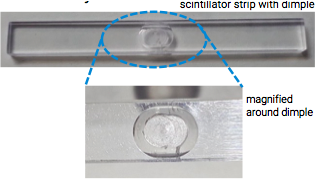 scintillator strip with dimple
magnified
around dimple